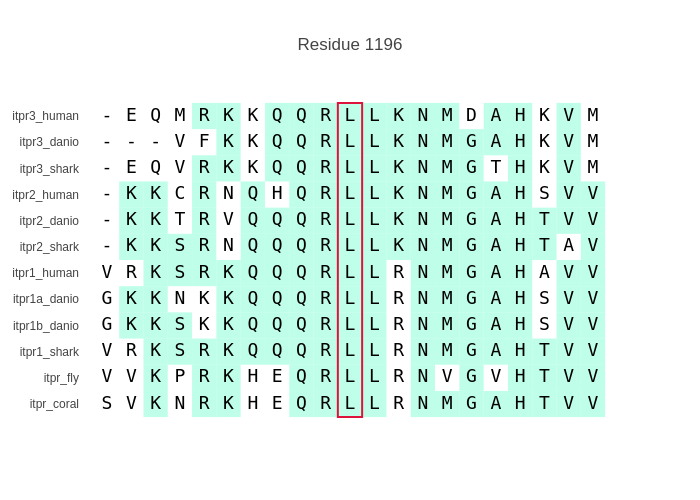 Residue 1196
itpr3_human - E Q M R K K Q Q R L L K N M D A H K V M
itpr3_danio - - - V F K K Q Q R L L K N M G A H K V M
itpr3_shark - E Q V R K K Q Q R L L K N M G T H K V M
itpr2_human - K K C R N Q H Q R L L K N M G A H S V V
itpr2_danio - K K T R V Q Q Q R L L K N M G A H T V V
itpr2_shark - K K S R N Q Q Q R L L K N M G A H T A V
itpr1_human V R K S R K Q Q Q R L L R N M G A H A V V
itpr1a_danio G K K N K K Q Q Q R L L R N M G A H S V V
itpr1b_danio G K K S K K Q Q Q R L L R N M G A H S V V
itpr1_shark V R K S R K Q Q Q R L L R N M G A H T V V
itpr_fly V V K P R K H E Q R L L R N V G V H T V V
itpr_coral S V K N R K H E Q R L L R N M G A H T V V